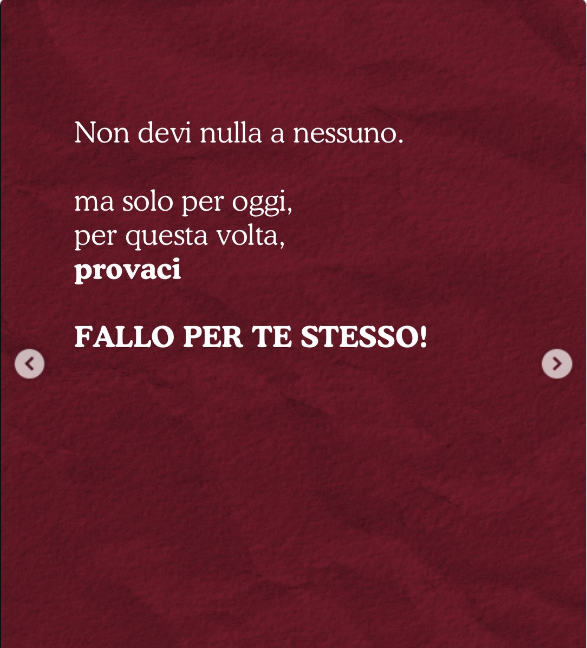 Non devi nulla a nessuno.
ma solo per oggi,
per questa volta,
provaci
FALLO PER TE STESSO!